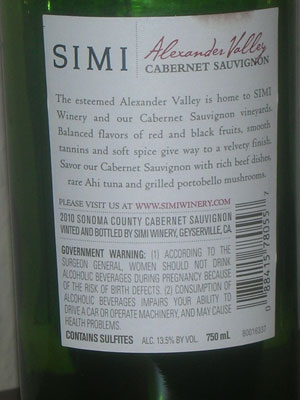 SIMI Alexander Valley
CABERNET SAUVIGNON
The esteemed Alexander Valley is home to SIMI
Winery and our Cabernet Sauvignon vineyards.
Balanced flavors of red and black fruits, smooth
tannins and soft spice give way to a velvety finish.
Savor our Cabernet Sauvignon with rich beef dishes,
rare Ahi tuna and grilled portobello mushrooms.
PLEASE VISIT US AT WWW.SIMIWINERY.COM
2010 SONOMA COUNTY CABERNET SAUVIGNON
VINTED AND BOTTLED BY SIMI WINERY, GEYSERVILLE, CA.
GOVERNMENT WARNING: (1) ACCORDING TO THE
SURGEON GENERAL, WOMEN SHOULD NOT DRINK
ALCOHOLIC BEVERAGES DURING PREGNANCY BECAUSE
OF THE RISK OF BIRTH DEFECTS. (2) CONSUMPTION OF
ALCOHOLIC BEVERAGES IMPAIRS YOUR ABILITY TO
DRIVE A CAR OR OPERATE MACHINERY, AND MAY CAUSE
HEALTH PROBLEMS.
CONTAINS SULFITES ALC. 13.5% BY VOL. 750 mL 80016337
0 88415 78055 7